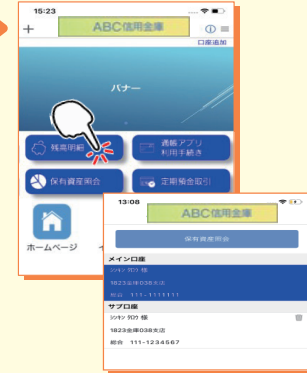 15:23
ABC信用金庫
口座追加
バナー
残高明細
通帳アプリ
利用手続き
保有資産照会
定期預金取引
ホームページ
13:08
ABC信用金庫
保有資産照会
メイン口座
シンキン タロウ 様
1823金庫038支店
総合 111-1111111
サブ口座
シンキン タロウ 様
1823金庫038支店
総合 111-1234567